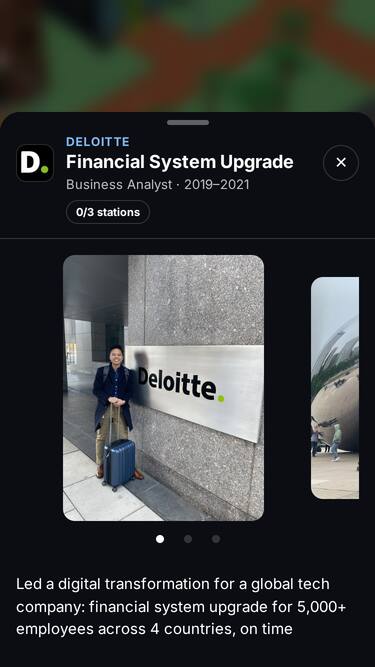 D.
DELOITTE
Financial System Upgrade
Business Analyst · 2019–2021
0/3 stations
Deloitte.
Led a digital transformation for a global tech
company: financial system upgrade for 5,000+
employees across 4 countries, on time